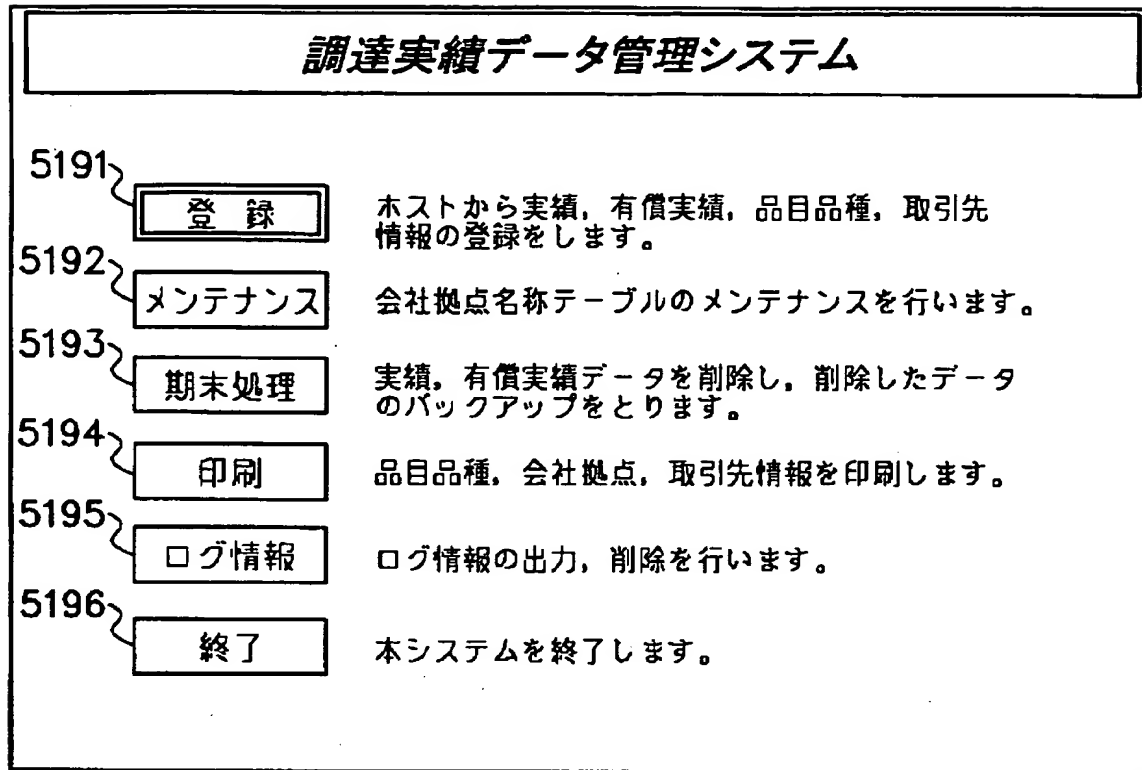 調達実績データ管理システム
5191
登 録
ホストから実績，有償実績，品目品種，取引先
情報の登録をします。
5192
メンテナンス
会社拠点名称テーブルのメンテナンスを行います。
5193
期末処理
実績，有償実績データを削除し，削除したデータ
のバックアップをとります。
5194
印刷
品目品種，会社拠点，取引先情報を印刷します。
5195
ログ情報
ログ情報の出力，削除を行います。
5196
終了
本システムを終了します。